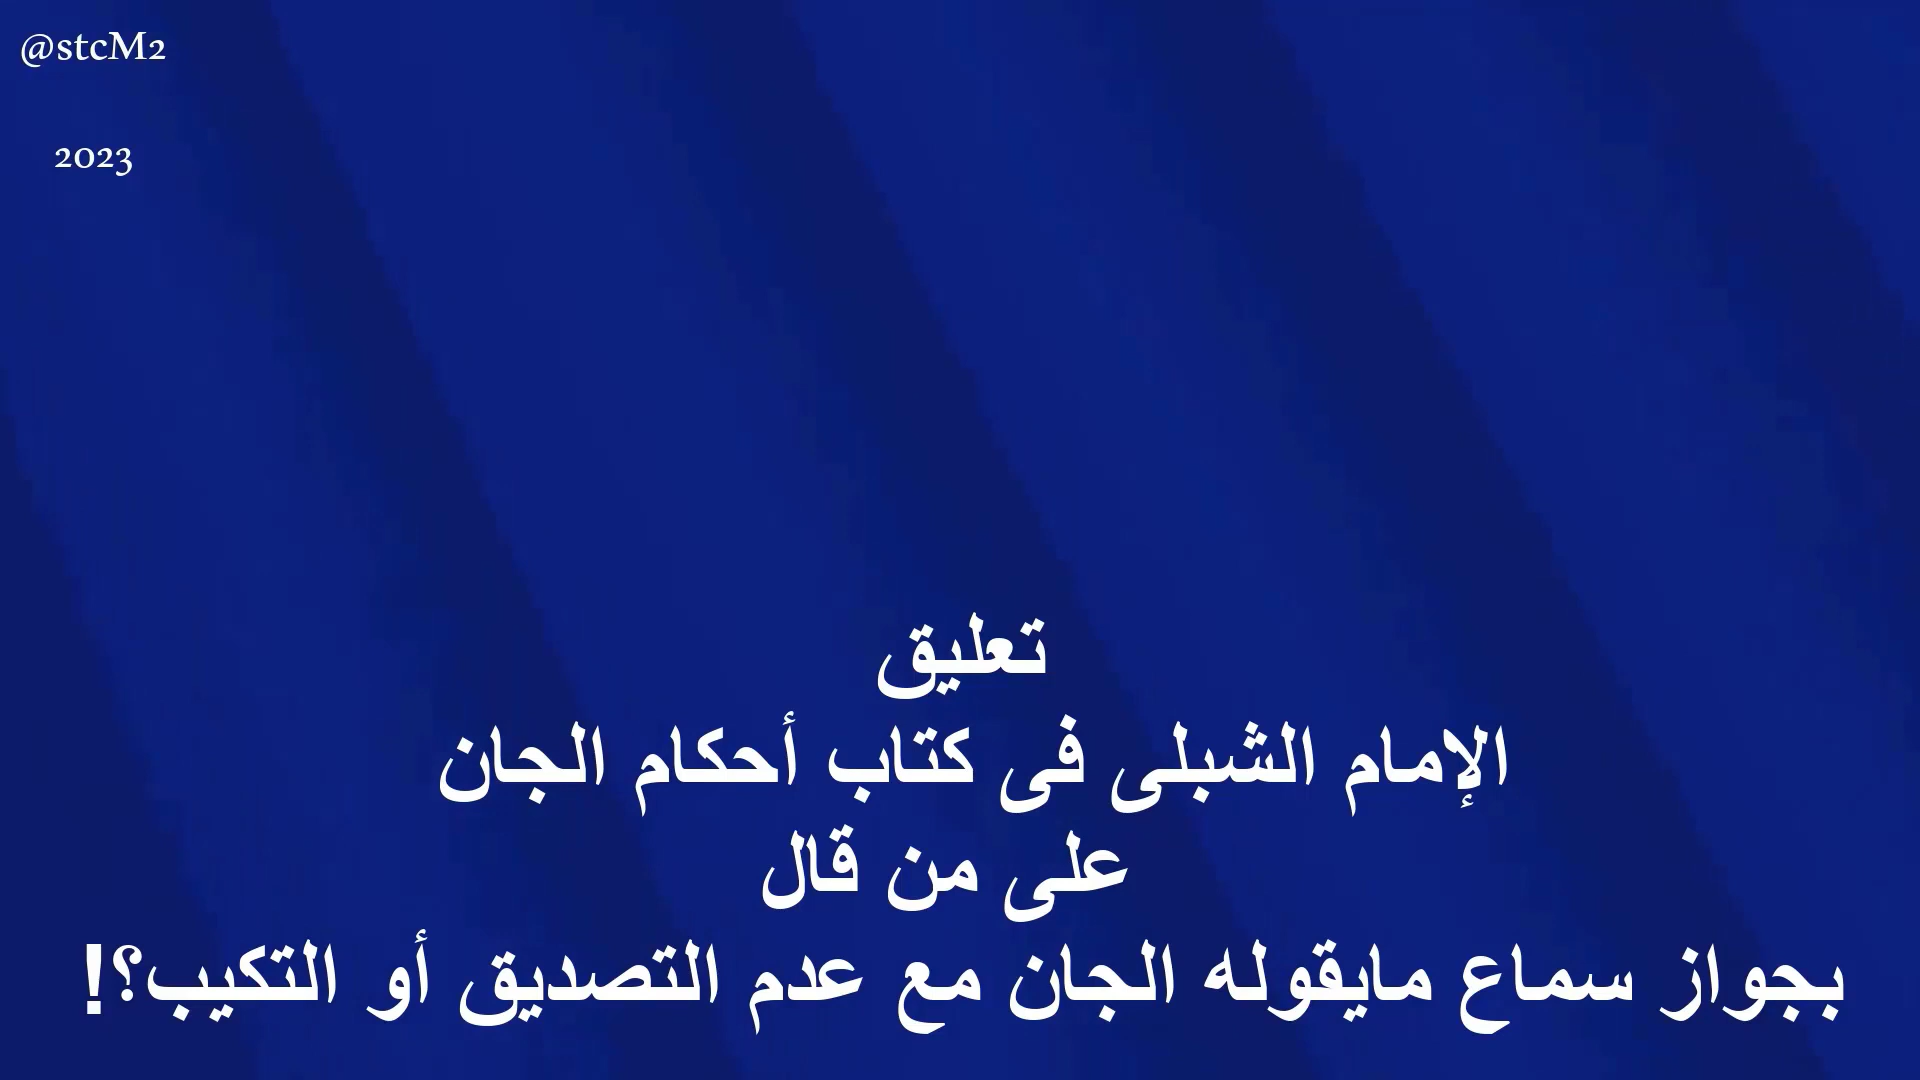 @stcM2
2023
تعليق
الإمام الشبلى فى كتاب أحكام الجان
على من قال
بجواز سماع مايقوله الجان مع عدم التصديق أو التكيب؟!